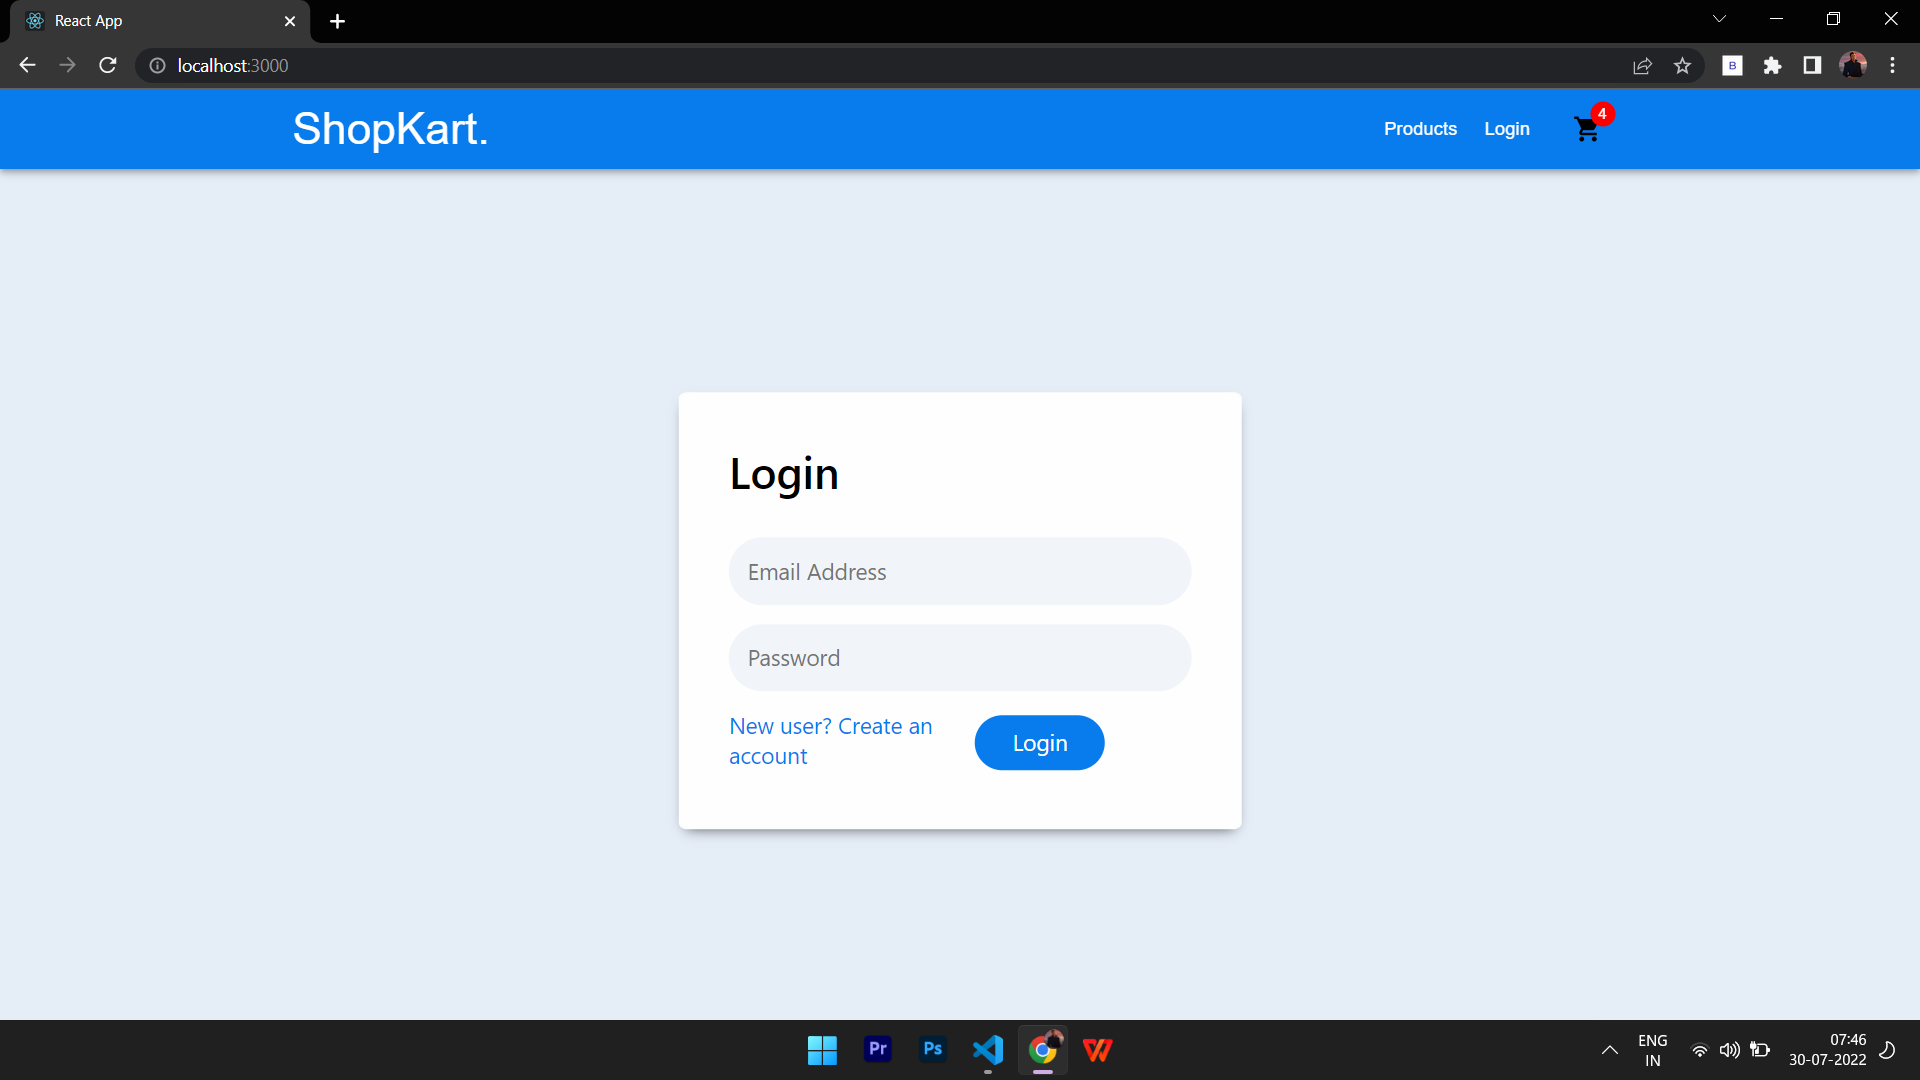 React App
localhost:3000
B
ShopKart.
Products
Login
4
Login
Email Address
Password
New user? Create an
account
Login
Pr
Ps
ENG
IN
07:46
30-07-2022